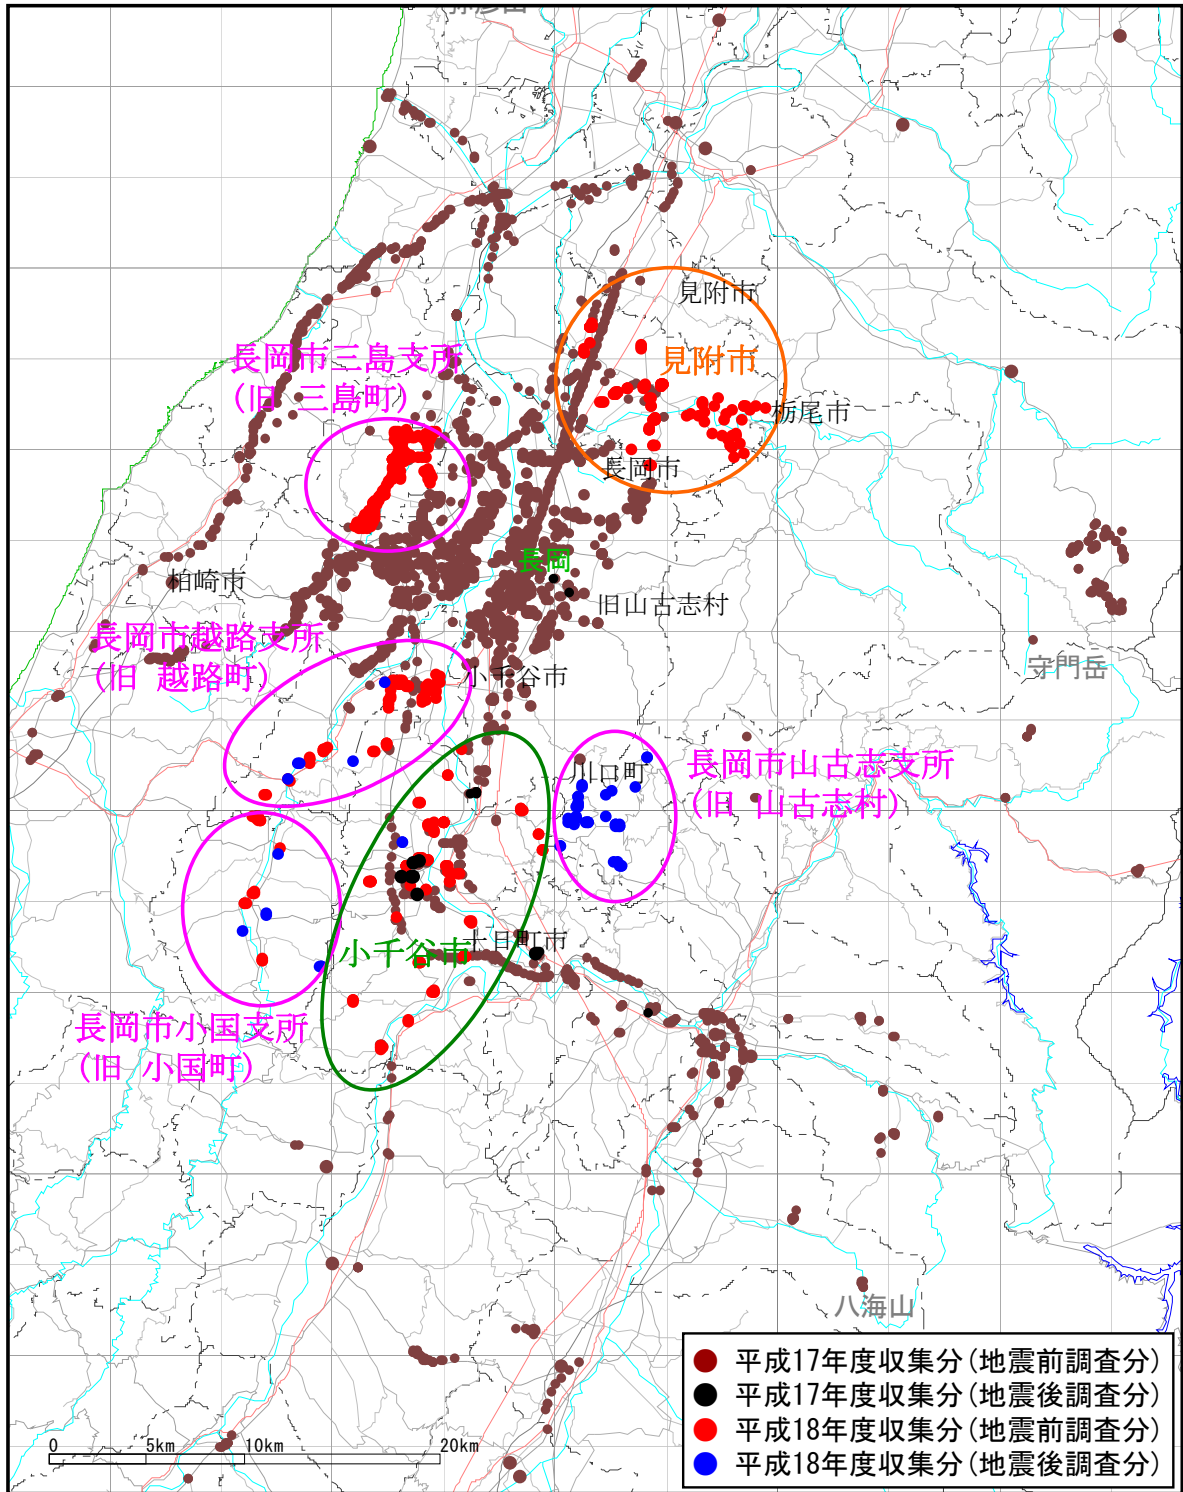 弥彦山
見附市
長岡市三島支所
(旧 三島町)
見附市
栃尾市
長岡市
長岡
柏崎市
旧山古志村
長岡市越路支所
(旧 越路町)
小千谷市
守門岳
川口町
長岡市山古志支所
(旧 山古志村)
十日町市
小千谷市
長岡市小国支所
(旧 小国町)
八海山
平成17年度収集分(地震前調査分)
平成17年度収集分(地震後調査分)
平成18年度収集分(地震前調査分)
平成18年度収集分(地震後調査分)
0 5km 10km 20km